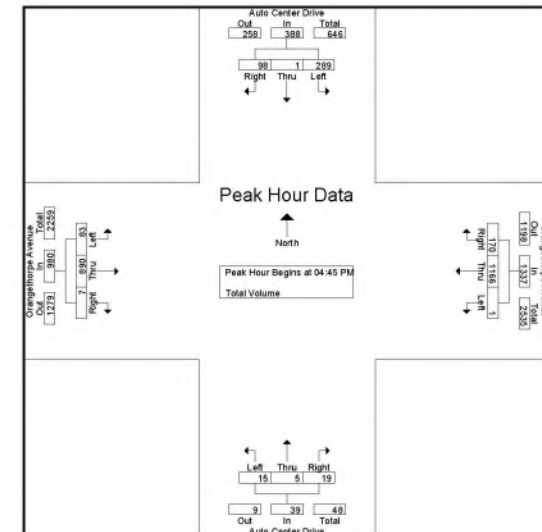 Auto Center Drive
Out In Total
258 388 646
98 1 289
Right Thru Left
Peak Hour Data
North
Peak Hour Begins at 04:45 PM
Total Volume
Orangethorpe Avenue
Out In Total
1279 980 2259
7 890 83
Right Thru Left
Out In Total
1198 1337 2535
170 1166 1
Right Thru Left
Left Thru Right
15 5 19
9 39 48
Out In Total
Auto Center Drive